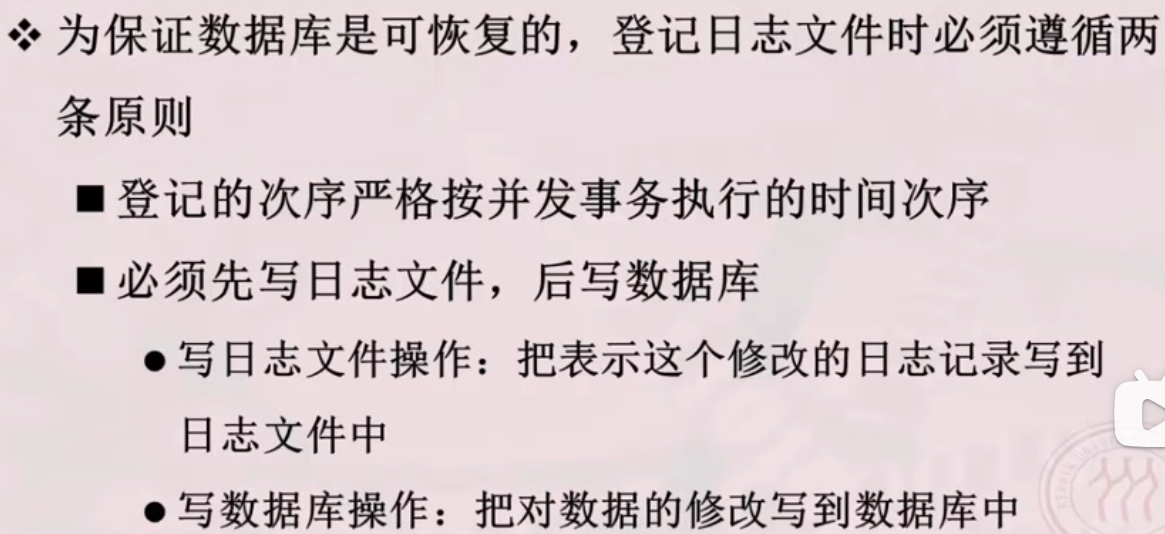 ❖ 为保证数据库是可恢复的，登记日志文件时必须遵循两
条原则
■ 登记的次序严格按并发事务执行的时间次序
■ 必须先写日志文件，后写数据库
● 写日志文件操作：把表示这个修改的日志记录写到
日志文件中
● 写数据库操作：把对数据的修改写到数据库中